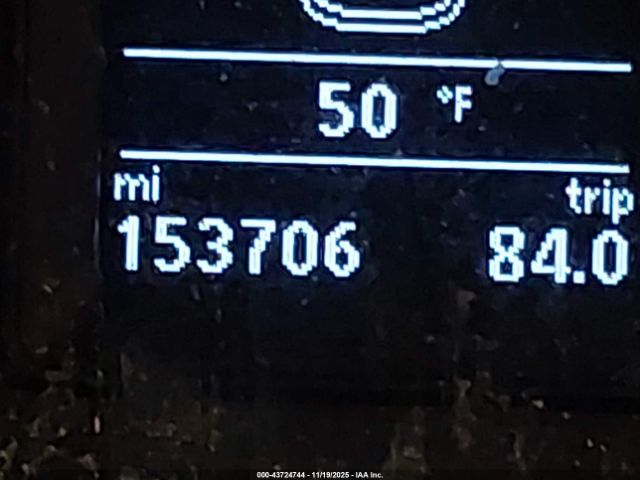 50 °F
mi trip
153706 84.0
000-43724744 - 11/19/2025 - IAA Inc.